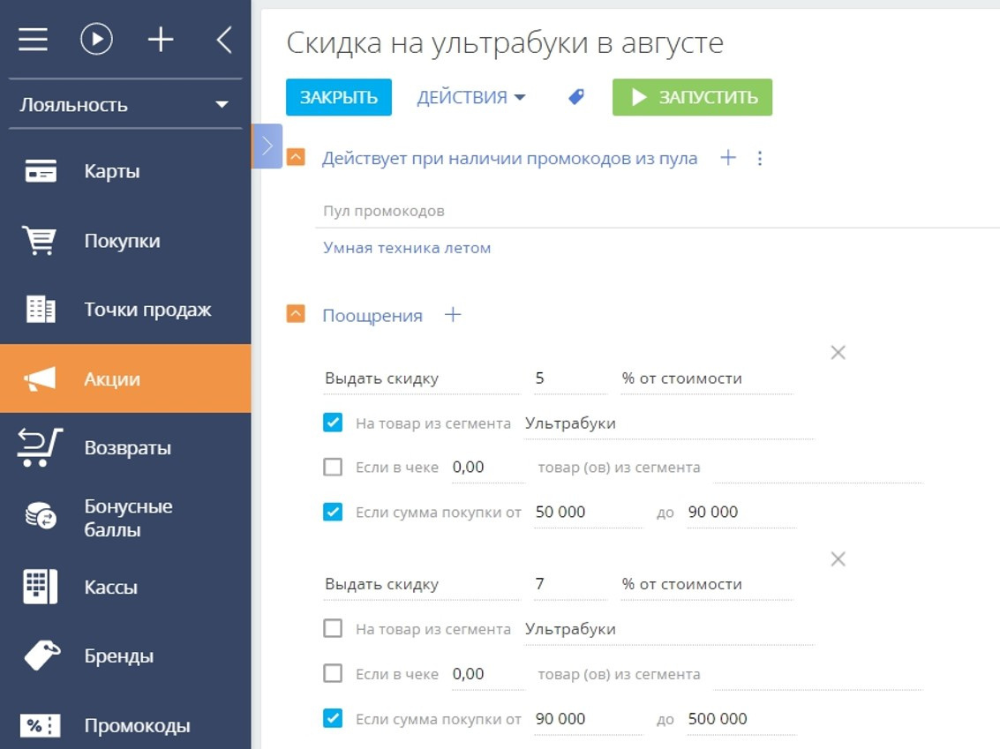 Скидка на ультрабуки в августе
ЗАКРЫТЬ ДЕЙСТВИЯ ЗАПУСТИТЬ
Лояльность
Карты
Покупки
Точки продаж
Акции
Возвраты
Бонусные
баллы
Кассы
Бренды
% Промокоды
Действует при наличии промокодов из пула
Пул промокодов
Умная техника летом
Поощрения
Выдать скидку 5 % от стоимости
На товар из сегмента Ультрабуки
Если в чеке 0,00 товар (ов) из сегмента
Если сумма покупки от 50 000 до 90 000
Выдать скидку 7 % от стоимости
На товар из сегмента Ультрабуки
Если в чеке 0,00 товар (ов) из сегмента
Если сумма покупки от 90 000 до 500 000